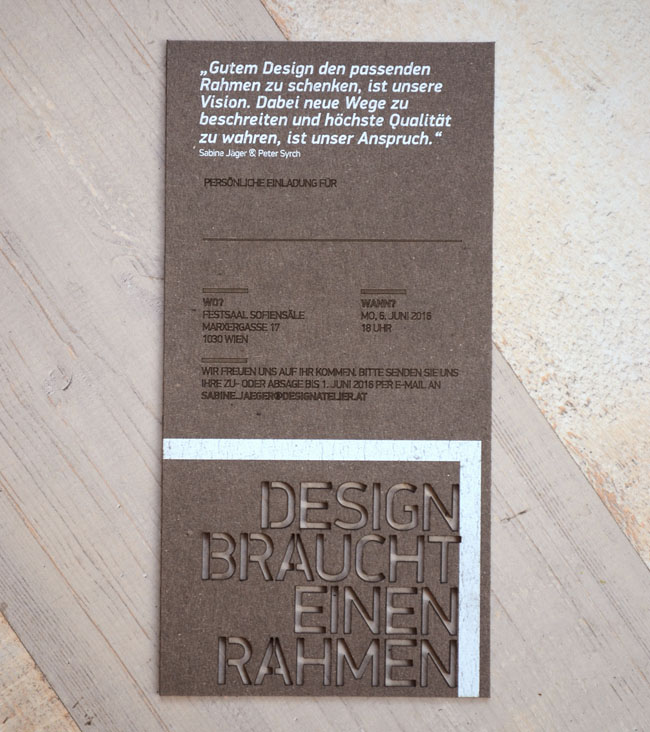 „Gutem Design den passenden
Rahmen zu schenken, ist unsere
Vision. Dabei neue Wege zu
beschreiten und höchste Qualität
zu wahren, ist unser Anspruch.“
Sabine Jäger & Peter Syrch
PERSÖNLICHE EINLADUNG FÜR
WO?
FESTSAAL SOFIENSÄLE
MARXERGASSE 17
1030 WIEN
WANN?
MO, 6. JUNI 2016
18 UHR
WIR FREUEN UNS AUF IHR KOMMEN. BITTE SENDEN SIE UNS
IHRE ZU- ODER ABSAGE BIS 1. JUNI 2016 PER E-MAIL AN
SABINE.JAEGER@DESIGNATELIER.AT
DESIGN
BRAUCHT
EINEN
RAHMEN